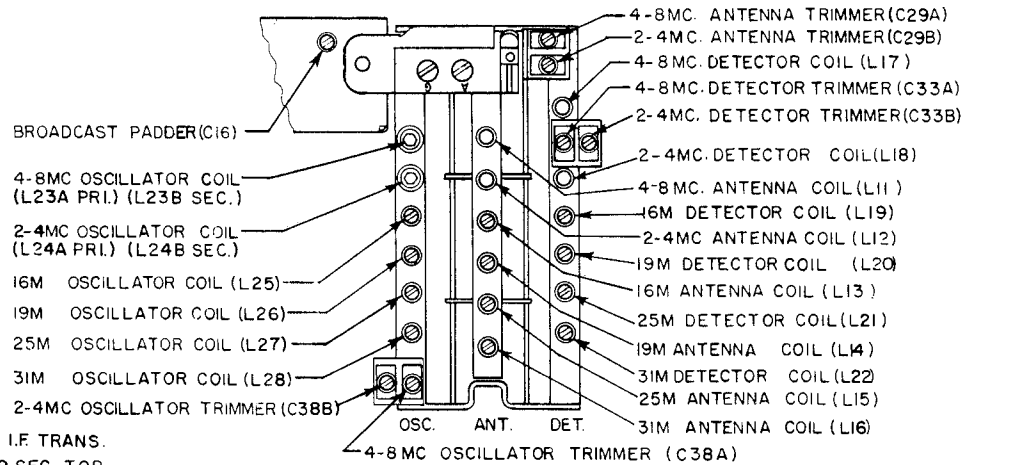 4-8MC. ANTENNA TRIMMER(C29A)
2-4MC. ANTENNA TRIMMER(C29B)
4-8MC. DETECTOR COIL (L17)
4-8MC. DETECTOR TRIMMER (C33A)
2-4MC. DETECTOR TRIMMER(C33B)
2-4MC. DETECTOR COIL(L18)
4-8MC. ANTENNA COIL(L11)
16M DETECTOR COIL (L19)
2-4MC ANTENNA COIL (L12)
19M DETECTOR COIL (L20)
16M ANTENNA COIL (L13)
25M DETECTOR COIL(L21)
19M ANTENNA COIL (L14)
31M DETECTOR COIL(L22)
25M ANTENNA COIL (L15)
31M ANTENNA COIL (L16)
BROADCAST PADDER(C16)
4-8MC OSCILLATOR COIL
(L23A PRI.) (L23B SEC.)
2-4MC OSCILLATOR COIL
(L24A PRI.) (L24B SEC.)
16M OSCILLATOR COIL (L25)
19M OSCILLATOR COIL (L26)
25M OSCILLATOR COIL (L27)
31M OSCILLATOR COIL (L28)
2-4MC OSCILLATOR TRIMMER (C38B)
OSC. ANT. DET.
I.F. TRANS.
4-8MC OSCILLATOR TRIMMER (C38A)
SEC. TOP